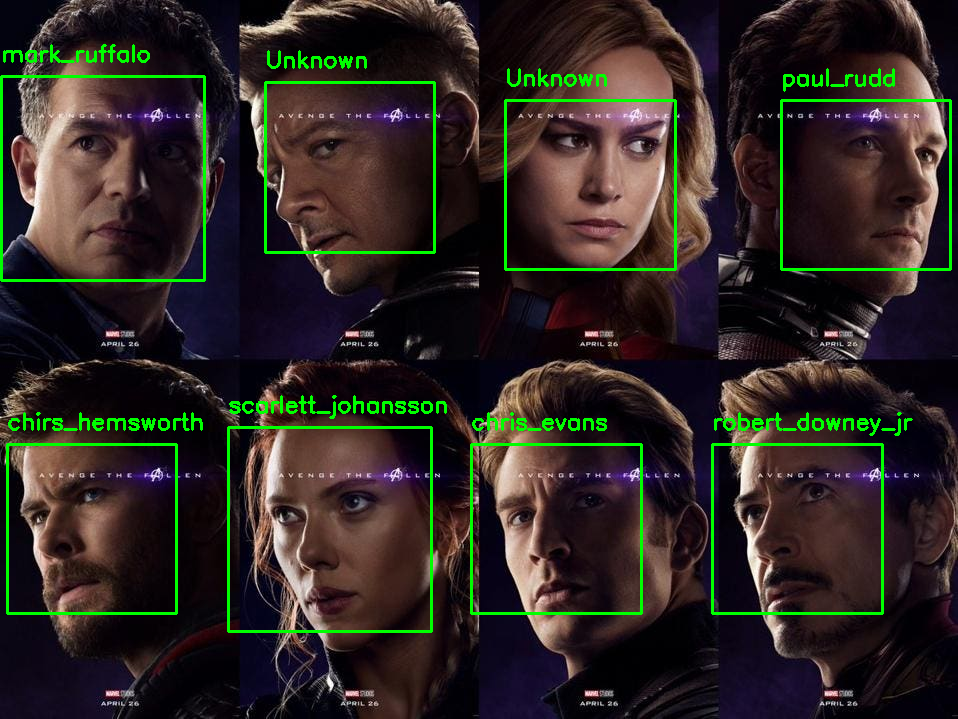 mark_ruffalo
Unknown
Unknown
paul_rudd
AVENGE THE FALLEN
AVENGE THE FALLEN
AVENGE THE FALLEN
AVENGE THE FALLEN
MARVEL STUDIOS
APRIL 26
MARVEL STUDIOS
APRIL 26
MARVEL STUDIOS
APRIL 26
MARVEL STUDIOS
APRIL 26
chirs_hemsworth
scarlett_johansson
chris_evans
robert_downey_jr
AVENGE THE FALLEN
AVENGE THE FALLEN
AVENGE THE FALLEN
AVENGE THE FALLEN
MARVEL STUDIOS
APRIL 26
MARVEL STUDIOS
APRIL 26
MARVEL STUDIOS
APRIL 26
MARVEL STUDIOS
APRIL 26